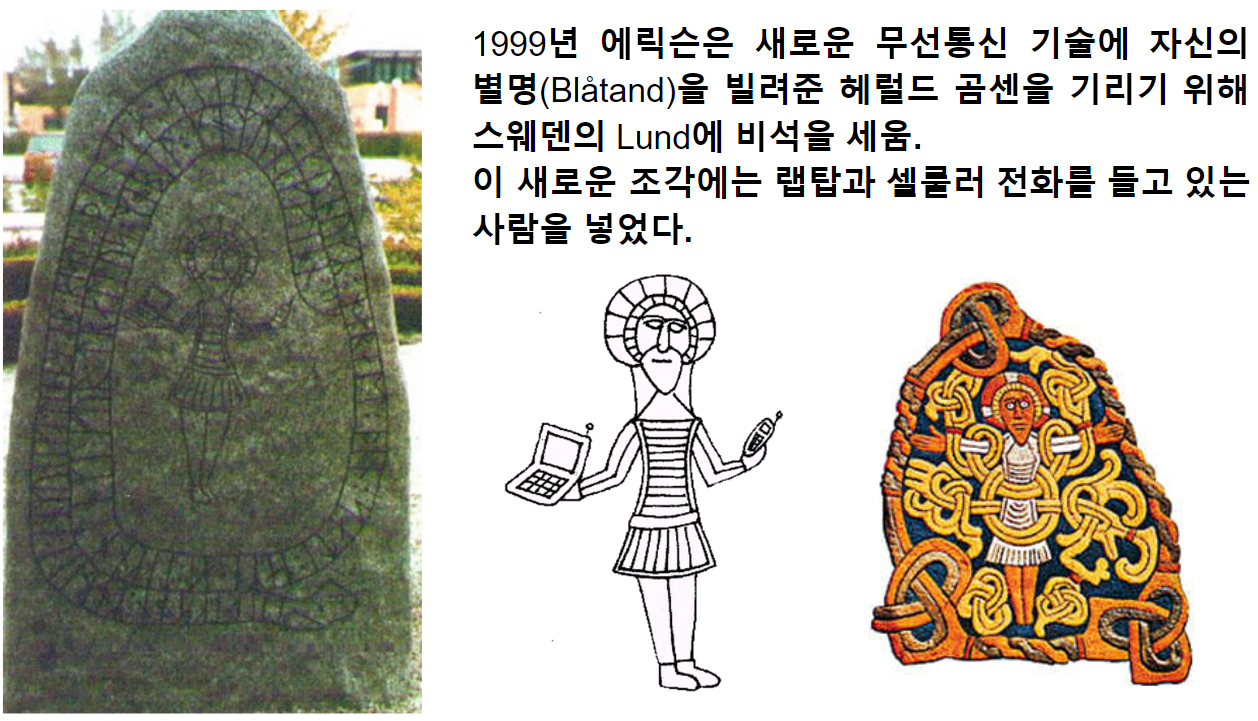 1999년 에릭슨은 새로운 무선통신 기술에 자신의
별명(Blåtand)을 빌려준 헤럴드 곰센을 기리기 위해
스웨덴의 Lund에 비석을 세움.
이 새로운 조각에는 랩탑과 셀룰러 전화를 들고 있는
사람을 넣었다.